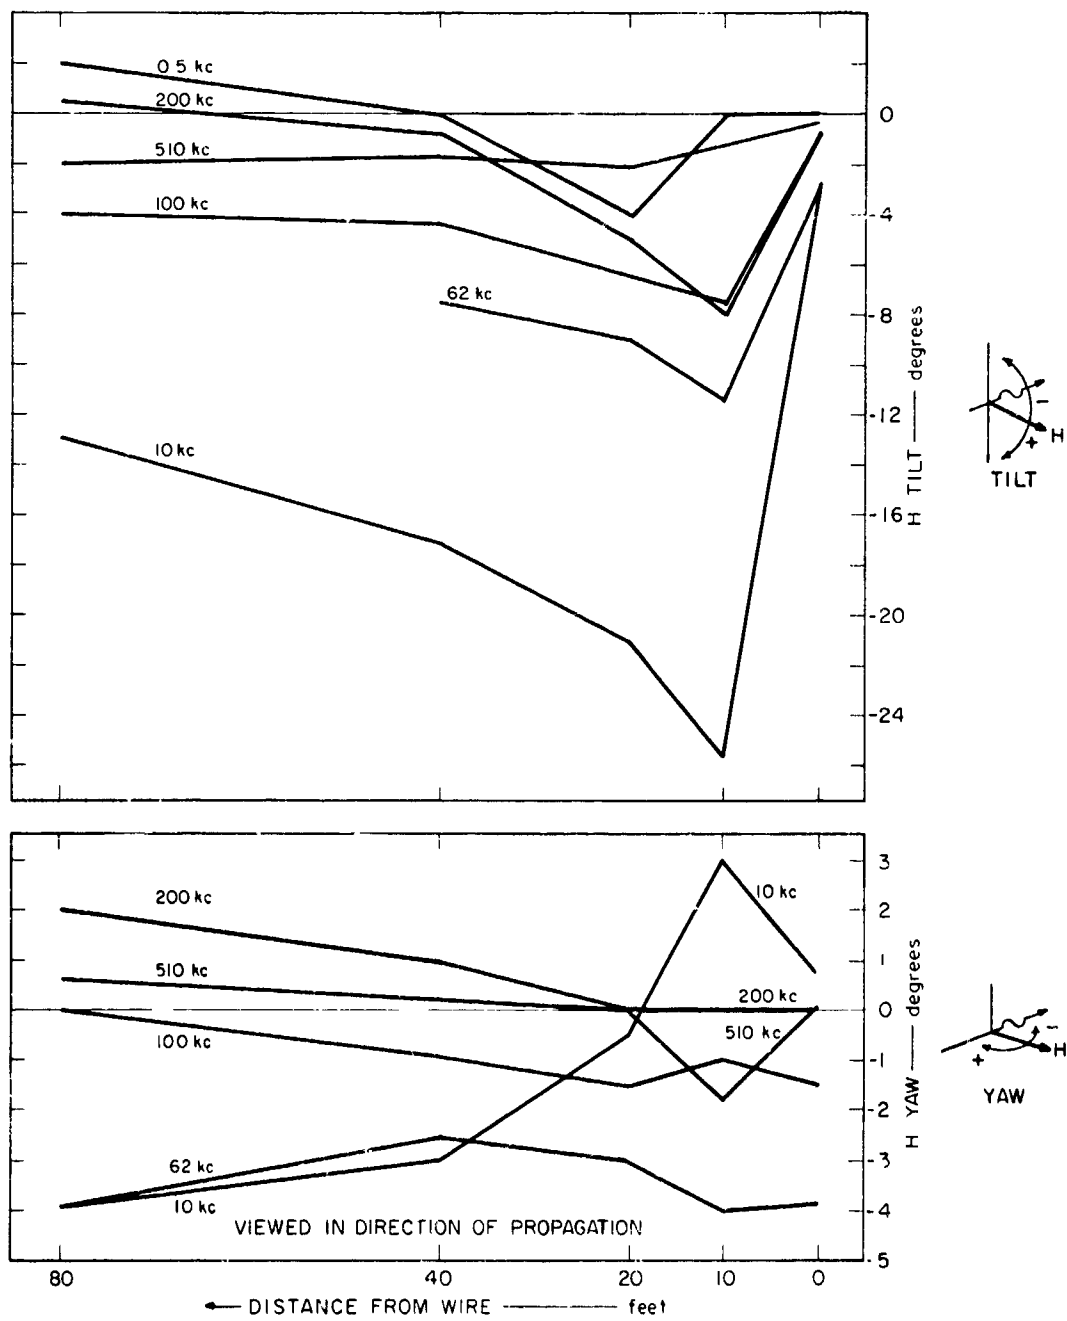 0 5 kc
200 kc
510 kc
100 kc
62 kc
10 kc
0
-4
-8
-12
-16
-20
-24
H TILT — degrees
-
+
H
TILT
200 kc
510 kc
100 kc
62 kc
10 kc
10 kc
200 kc
510 kc
VIEWED IN DIRECTION OF PROPAGATION
3
2
1
0
-1
-2
-3
-4
5
H YAW — degrees
-
+
H
YAW
80
40
20
10
0
← DISTANCE FROM WIRE — feet